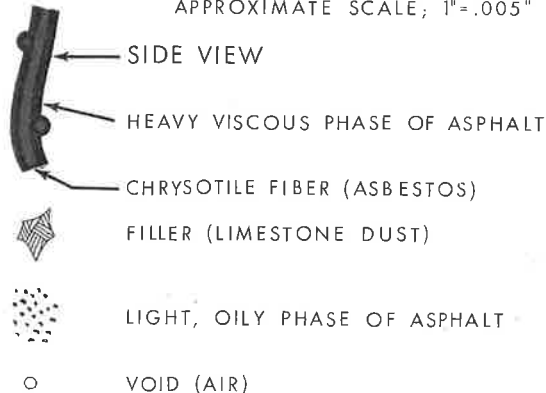 APPROXIMATE SCALE; 1"=.005"
SIDE VIEW
HEAVY VISCOUS PHASE OF ASPHALT
CHRYSOTILE FIBER (ASBESTOS)
FILLER (LIMESTONE DUST)
LIGHT, OILY PHASE OF ASPHALT
VOID (AIR)